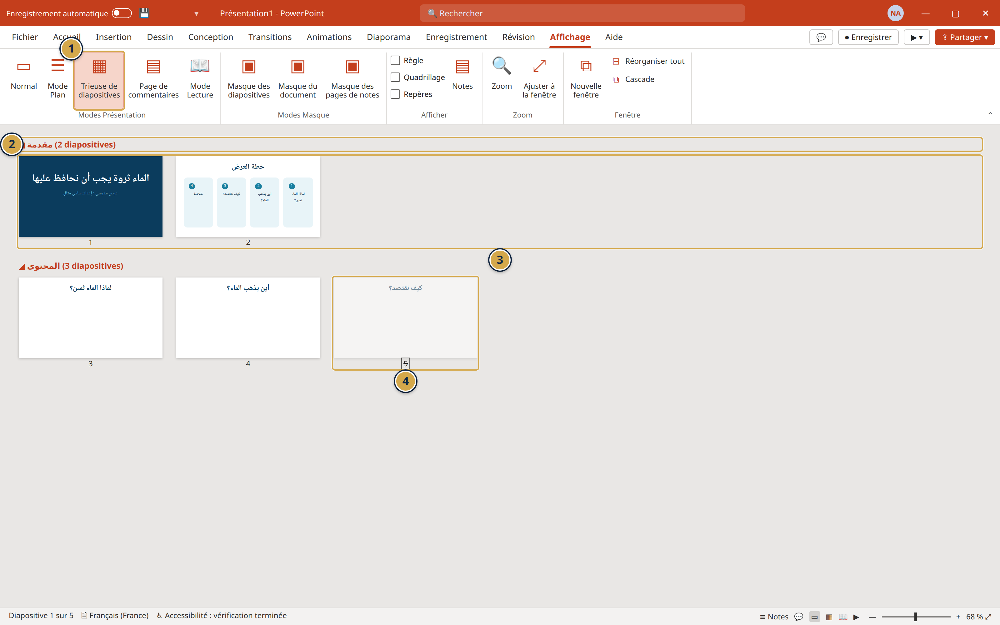 Enregistrement automatique
Présentation1 - PowerPoint
Rechercher
NA
Fichier Accueil Insertion Dessin Conception Transitions Animations Diaporama Enregistrement Révision Affichage Aide
Enregistrer
Partager
1
Normal
Mode
Plan
Trieuse de
diapositives
Page de
commentaires
Mode
Lecture
Modes Présentation
Masque des
diapositives
Masque du
document
Masque des
pages de notes
Modes Masque
Règle
Quadrillage
Repères
Notes
Afficher
Zoom
Ajuster à
la fenêtre
Zoom
Nouvelle
fenêtre
Réorganiser tout
Cascade
Fenêtre
2
مقدمة (2 diapositives)
الماء ثروة يجب أن نحافظ عليها
عرض مدرسي · إعداد: سامي مثال
1
خطة العرض
1
لماذا الماء
ثمين؟
2
أين يذهب
الماء؟
3
كيف نقتصد؟
4
خلاصة
2
3
المحتوى (3 diapositives)
لماذا الماء ثمين؟
3
أين يذهب الماء؟
4
كيف نقتصد؟
5
4
Diapositive 1 sur 5 Français (France) Accessibilité : vérification terminée
Notes
— + 68 %